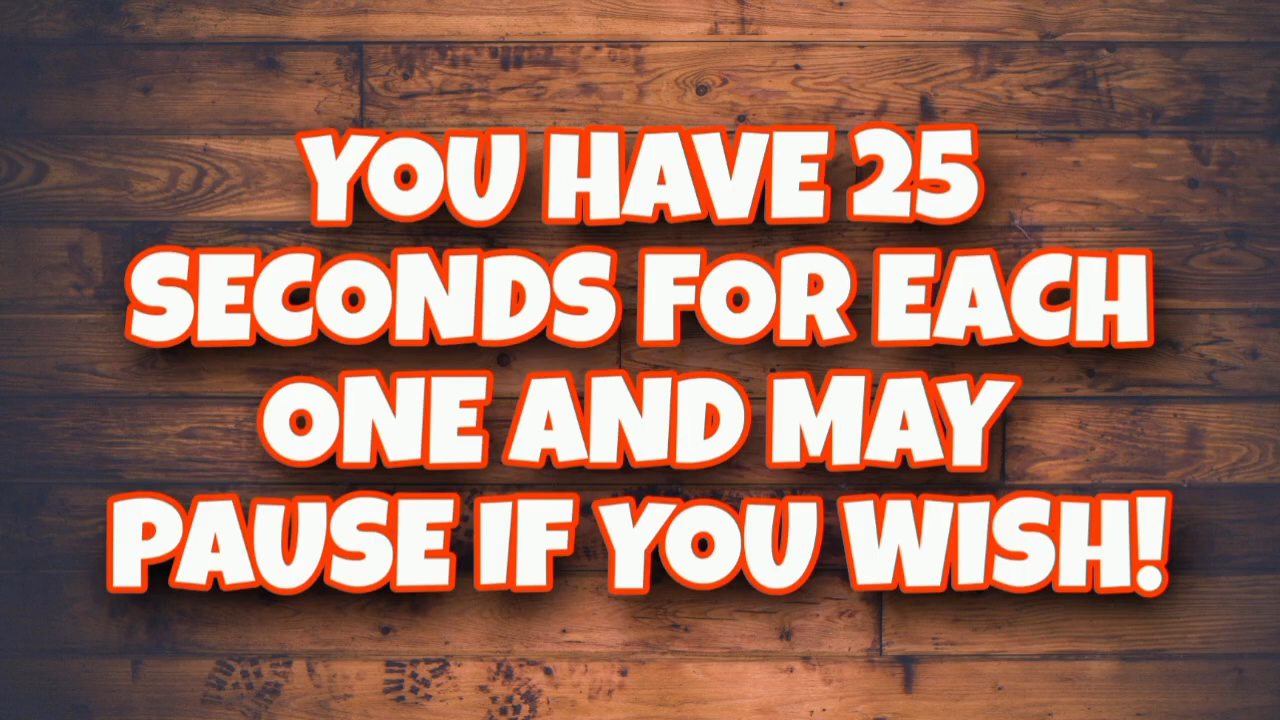 YOU HAVE 25
SECONDS FOR EACH
ONE AND MAY
PAUSE IF YOU WISH!